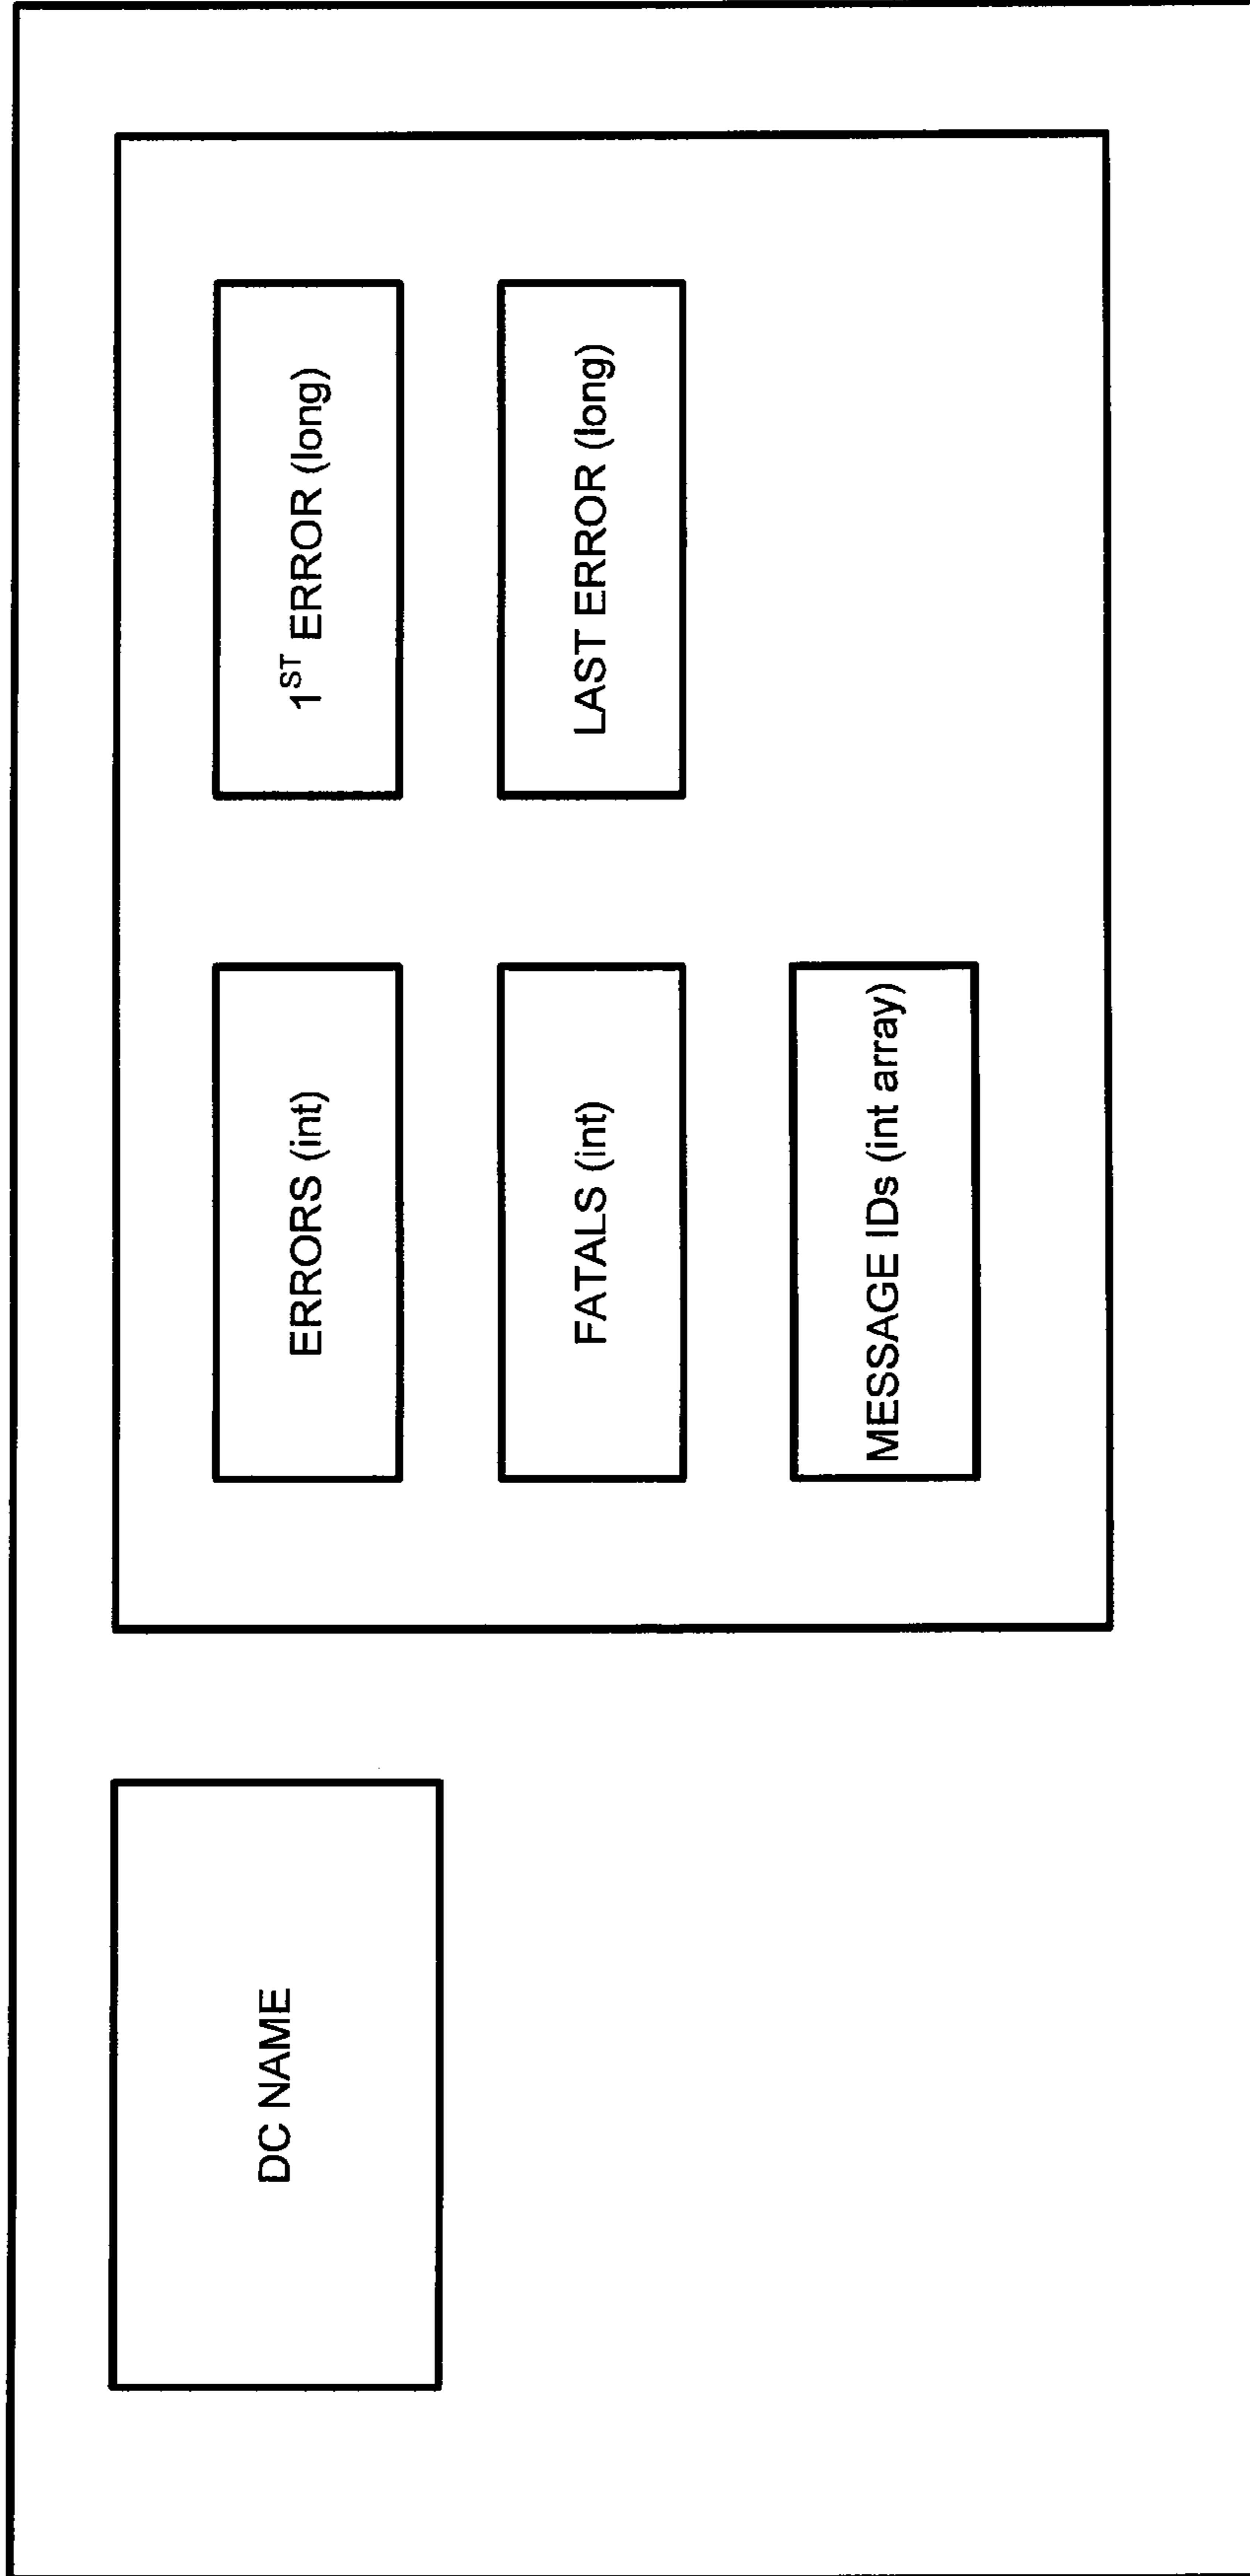 DC NAME
ERRORS (int)
1ST ERROR (long)
FATALS (int)
LAST ERROR (long)
MESSAGE IDs (int array)